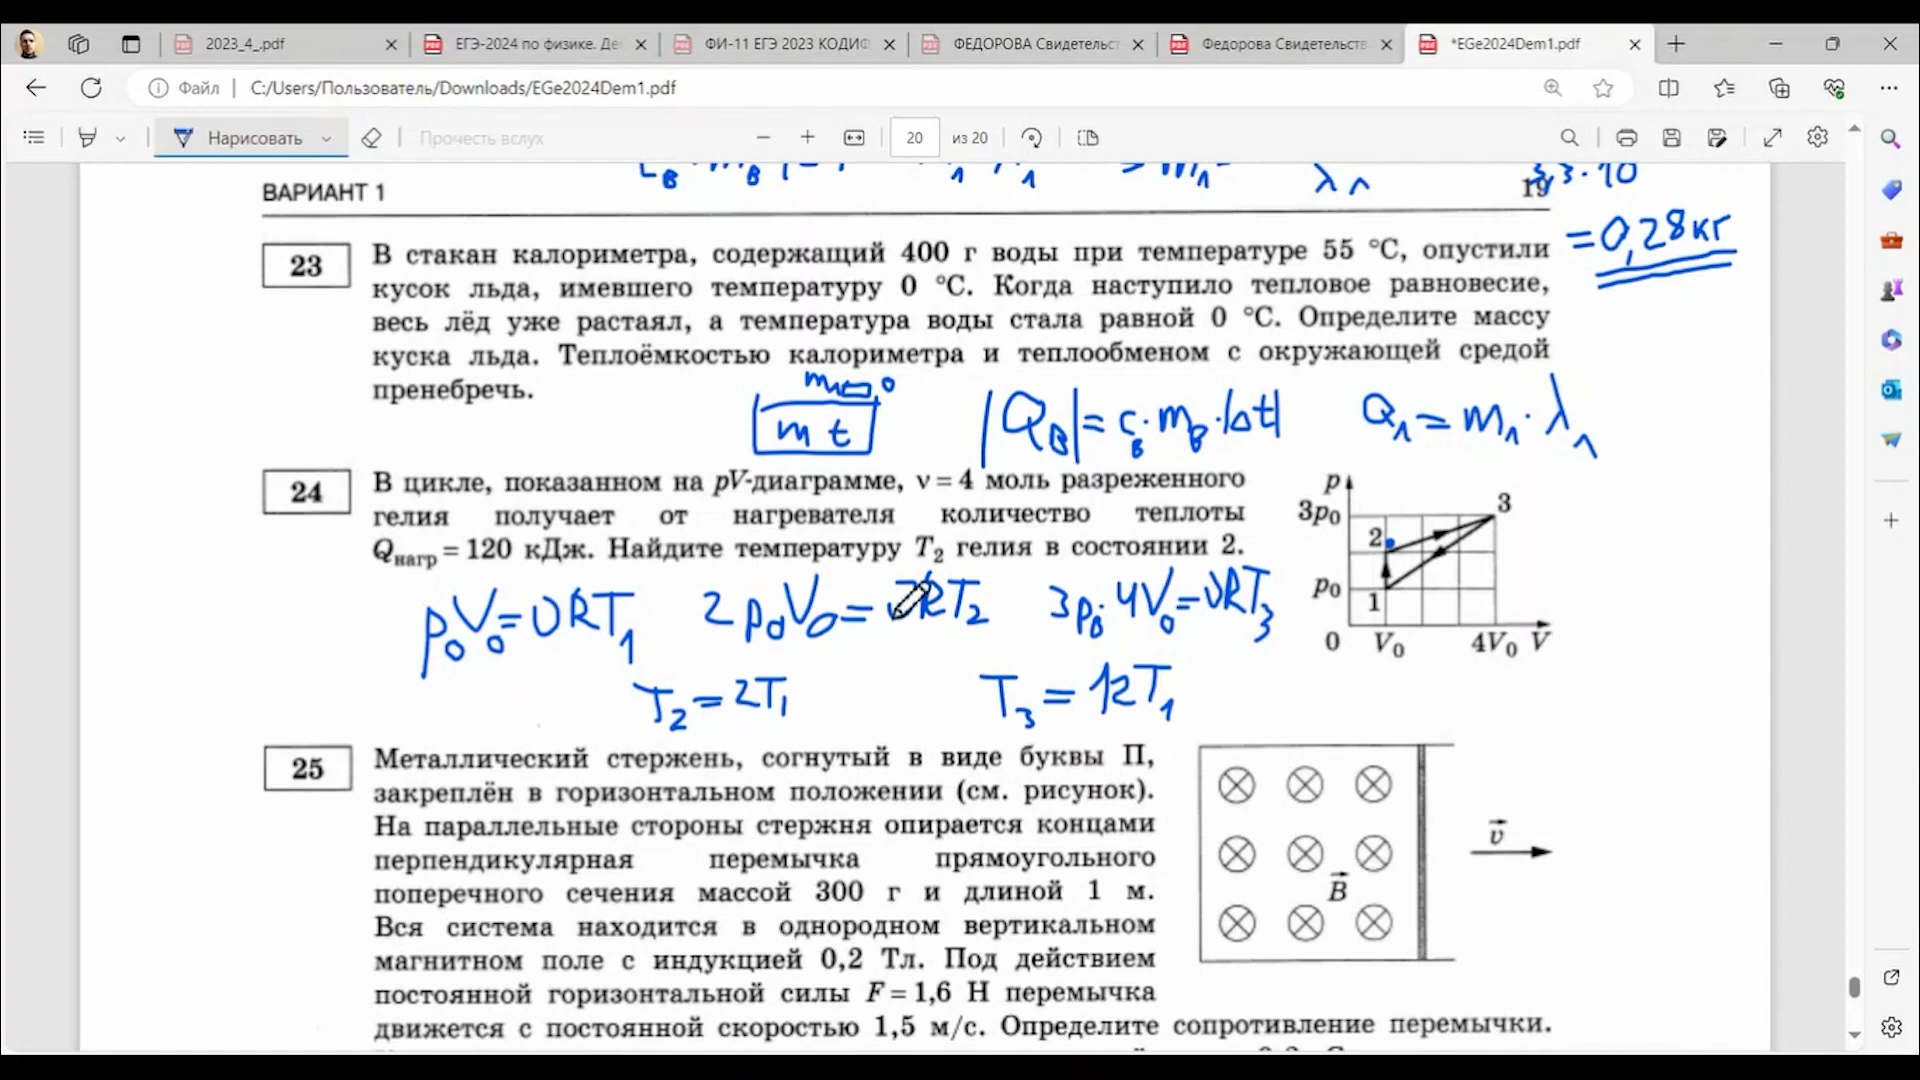 2023_4_.pdf
ЕГЭ-2024 по физике. Де
ФИ-11 ЕГЭ 2023 КОДИФ
ФЕДОРОВА Свидетельст
Федорова Свидетельств
*EGe2024Dem1.pdf
Файл
C:/Users/Пользователь/Downloads/EGe2024Dem1.pdf
Нарисовать
Прочесть вслух
20
из 20
ВАРИАНТ 1
19
3,3·10
=0,28кг
23
В стакан калориметра, содержащий 400 г воды при температуре 55 °C, опустили
кусок льда, имевшего температуру 0 °C. Когда наступило тепловое равновесие,
весь лёд уже растаял, а температура воды стала равной 0 °C. Определите массу
куска льда. Теплоёмкостью калориметра и теплообменом с окружающей средой
пренебречь.
m 0
m t
|Qв|=cв·mв·|Δt|
Qл=mл·λл
24
В цикле, показанном на pV-диаграмме, ν = 4 моль разреженного
гелия получает от нагревателя количество теплоты
Qнагр = 120 кДж. Найдите температуру T₂ гелия в состоянии 2.
p
3p₀
3
2
p₀
1
0 V₀ 4V₀ V
p₀V₀=υRT₁
2p₀V₀=υRT₂
3p₀·4V₀=υRT₃
T₂=2T₁
T₃=12T₁
25
Металлический стержень, согнутый в виде буквы П,
закреплён в горизонтальном положении (см. рисунок).
На параллельные стороны стержня опирается концами
перпендикулярная перемычка прямоугольного
поперечного сечения массой 300 г и длиной 1 м.
Вся система находится в однородном вертикальном
магнитном поле с индукцией 0,2 Тл. Под действием
постоянной горизонтальной силы F = 1,6 Н перемычка
движется с постоянной скоростью 1,5 м/с. Определите сопротивление перемычки.
v
B